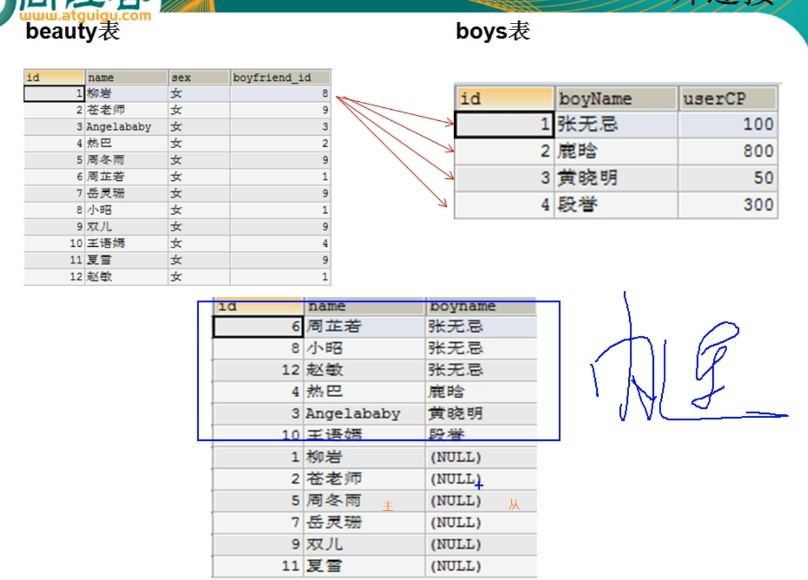 www.atguigu.com
beauty表
boys表
id name sex boyfriend_id
1 柳岩 女 8
2 苍老师 女 9
3 Angelababy 女 3
4 热巴 女 2
5 周冬雨 女 9
6 周芷若 女 1
7 岳灵珊 女 9
8 小昭 女 1
9 双儿 女 9
10 王语嫣 女 4
11 夏雪 女 9
12 赵敏 女 1
id boyName userCP
1 张无忌 100
2 鹿晗 800
3 黄晓明 50
4 段誉 300
id name boyname
6 周芷若 张无忌
8 小昭 张无忌
12 赵敏 张无忌
4 热巴 鹿晗
3 Angelababy 黄晓明
10 王语嫣 段誉
1 柳岩 (NULL)
2 苍老师 (NULL)
5 周冬雨 主 (NULL) 从
7 岳灵珊 (NULL)
9 双儿 (NULL)
11 夏雪 (NULL)